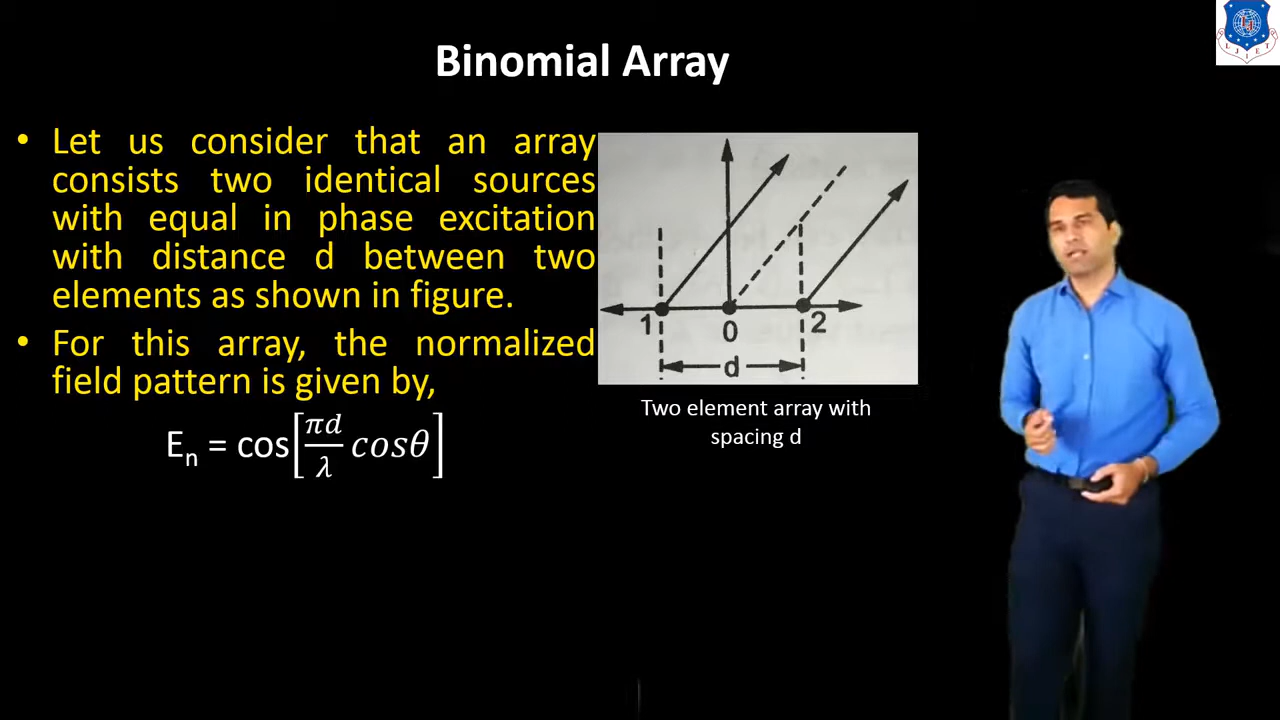 Binomial Array
• Let us consider that an array
consists two identical sources
with equal in phase excitation
with distance d between two
elements as shown in figure.
• For this array, the normalized
field pattern is given by,
Eₙ = cos[πd/λ cosθ]
1 0 2
d
Two element array with
spacing d
LJIET